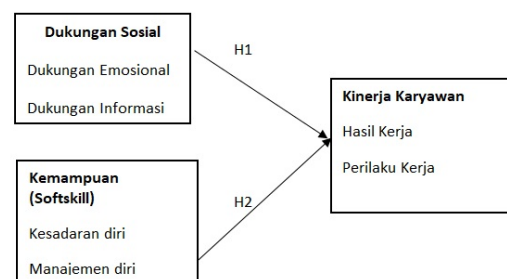 Dukungan Sosial
Dukungan Emosional
Dukungan Informasi
H1
Kinerja Karyawan
Hasil Kerja
Perilaku Kerja
Kemampuan
(Softskill)
Kesadaran diri
Manajemen diri
H2